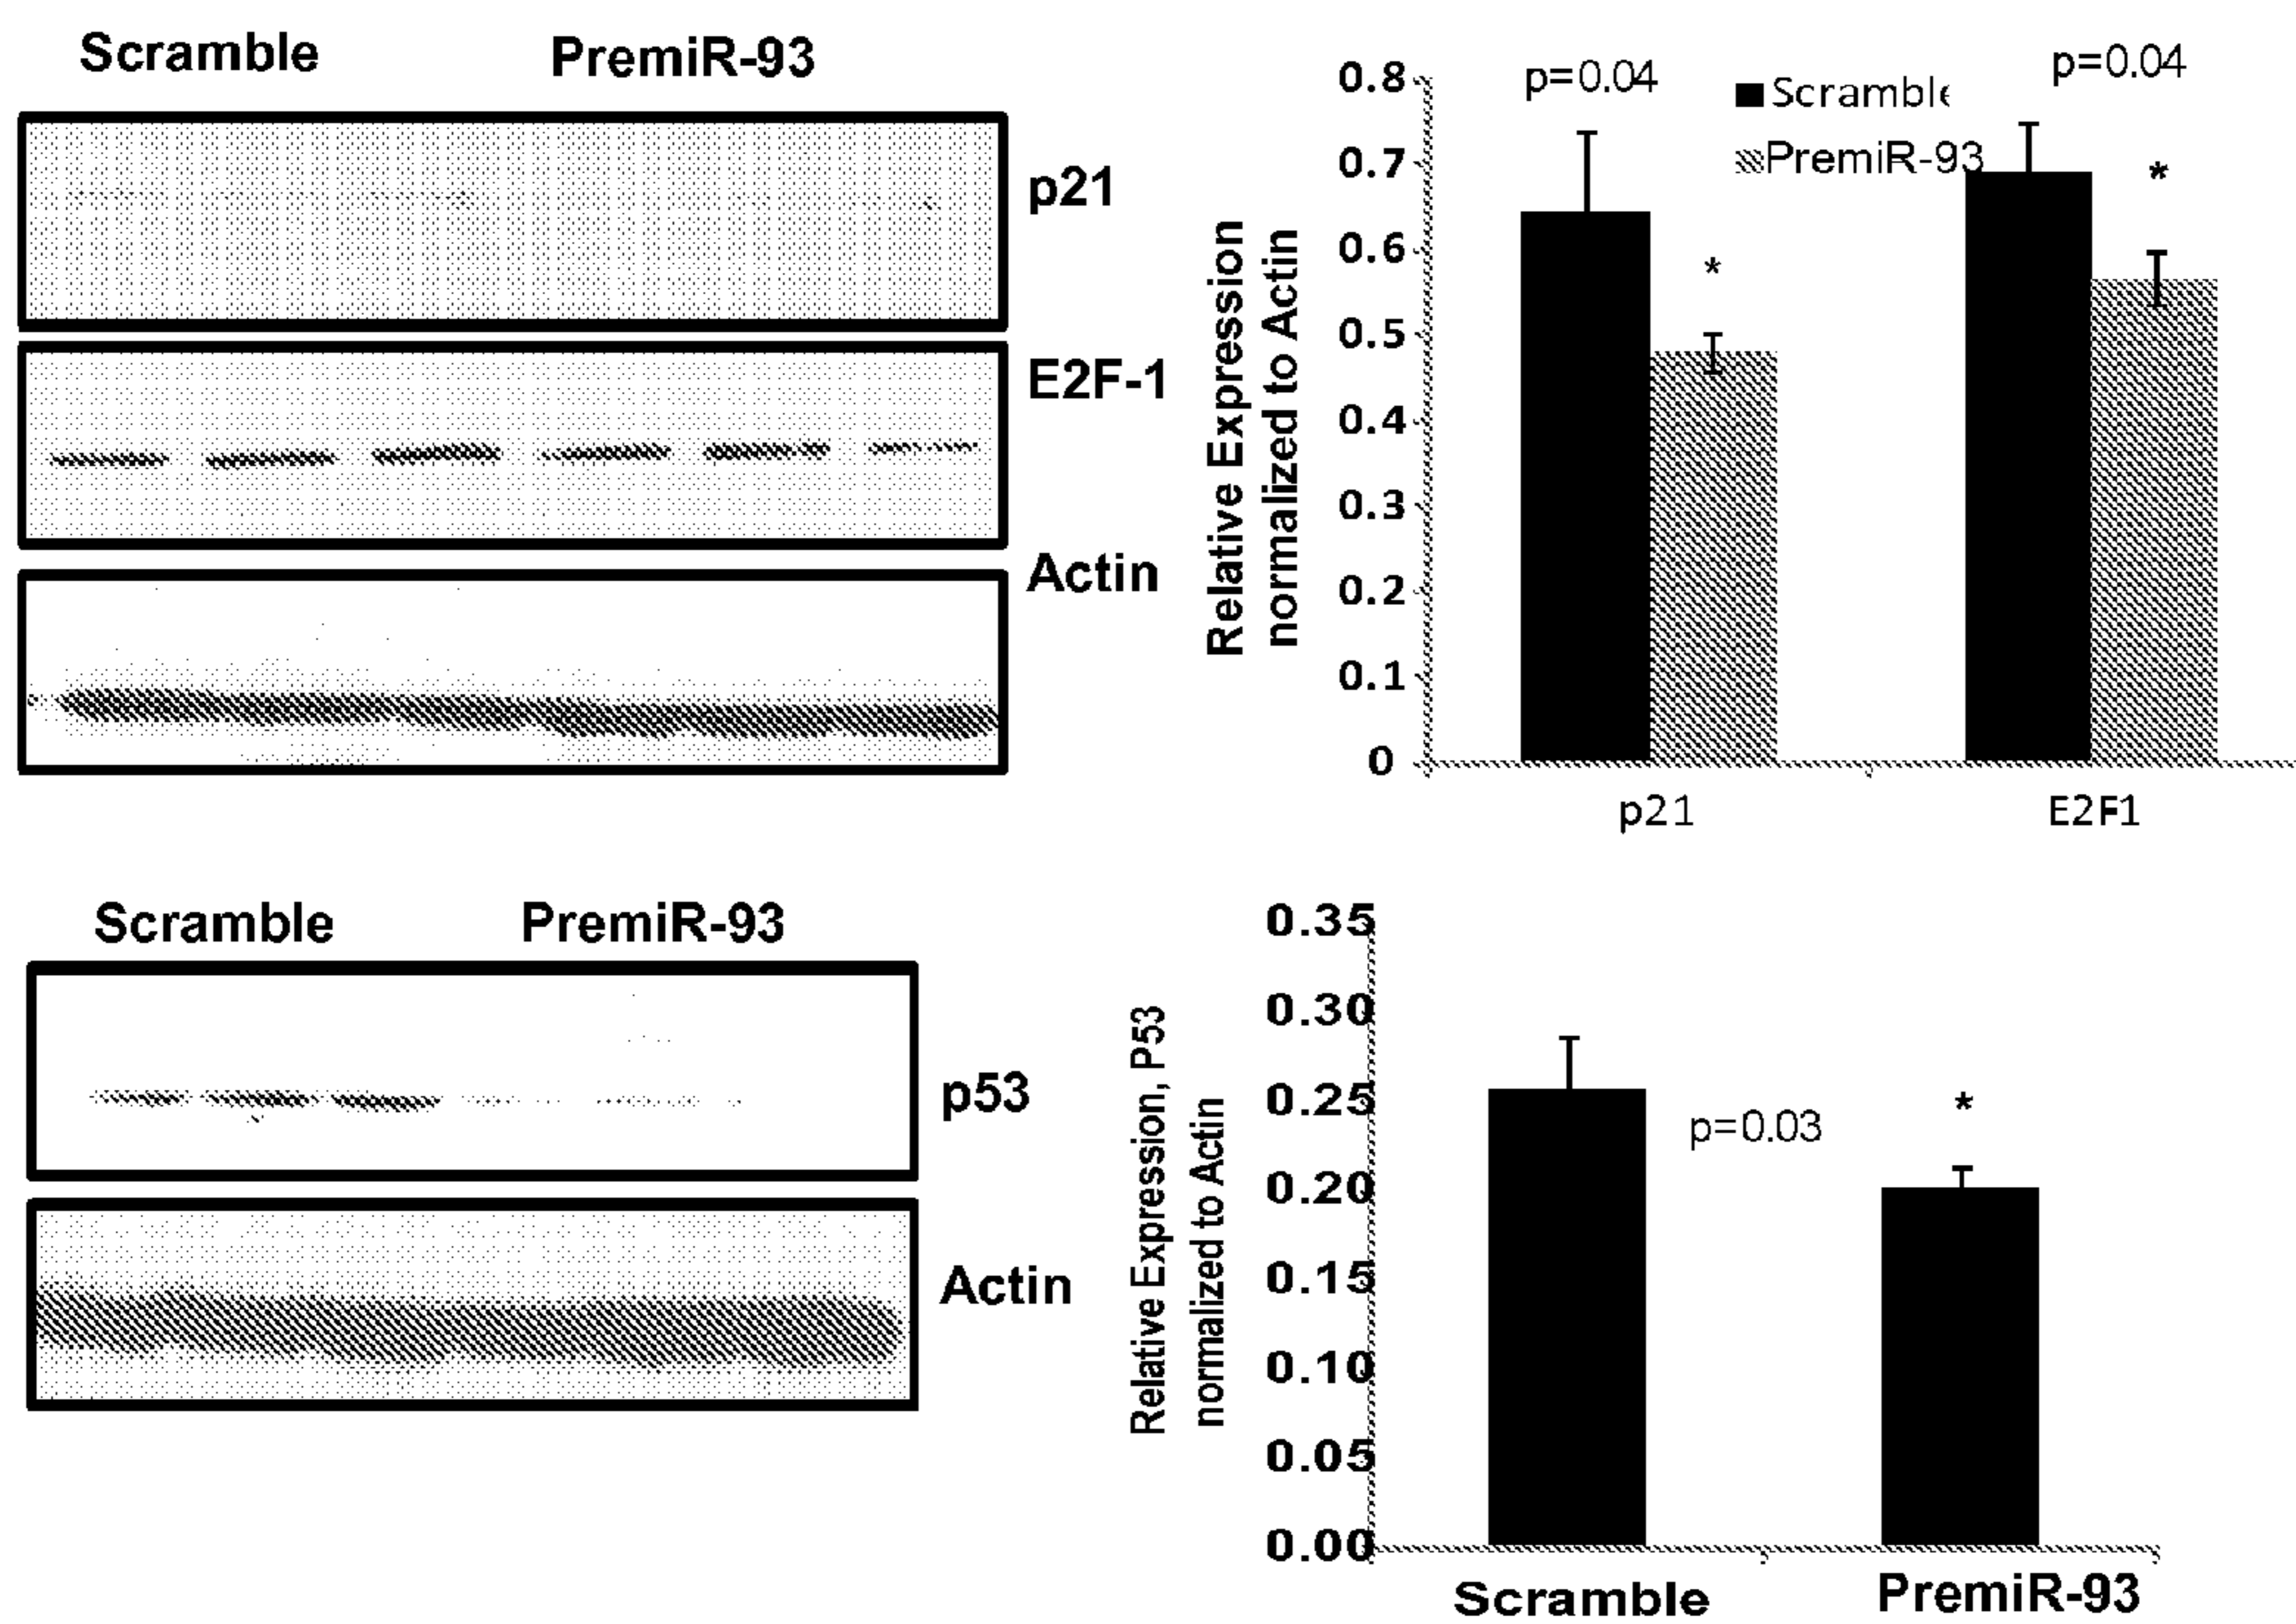 Scramble PremiR-93
p21
E2F-1
Actin
Relative Expression
normalized to Actin
0.8
0.7
0.6
0.5
0.4
0.3
0.2
0.1
0
p=0.04
Scramble
PremiR-93
p=0.04
*
*
p21 E2F1
Scramble PremiR-93
p53
Actin
Relative Expression, P53
normalized to Actin
0.35
0.30
0.25
0.20
0.15
0.10
0.05
0.00
p=0.03
*
Scramble PremiR-93